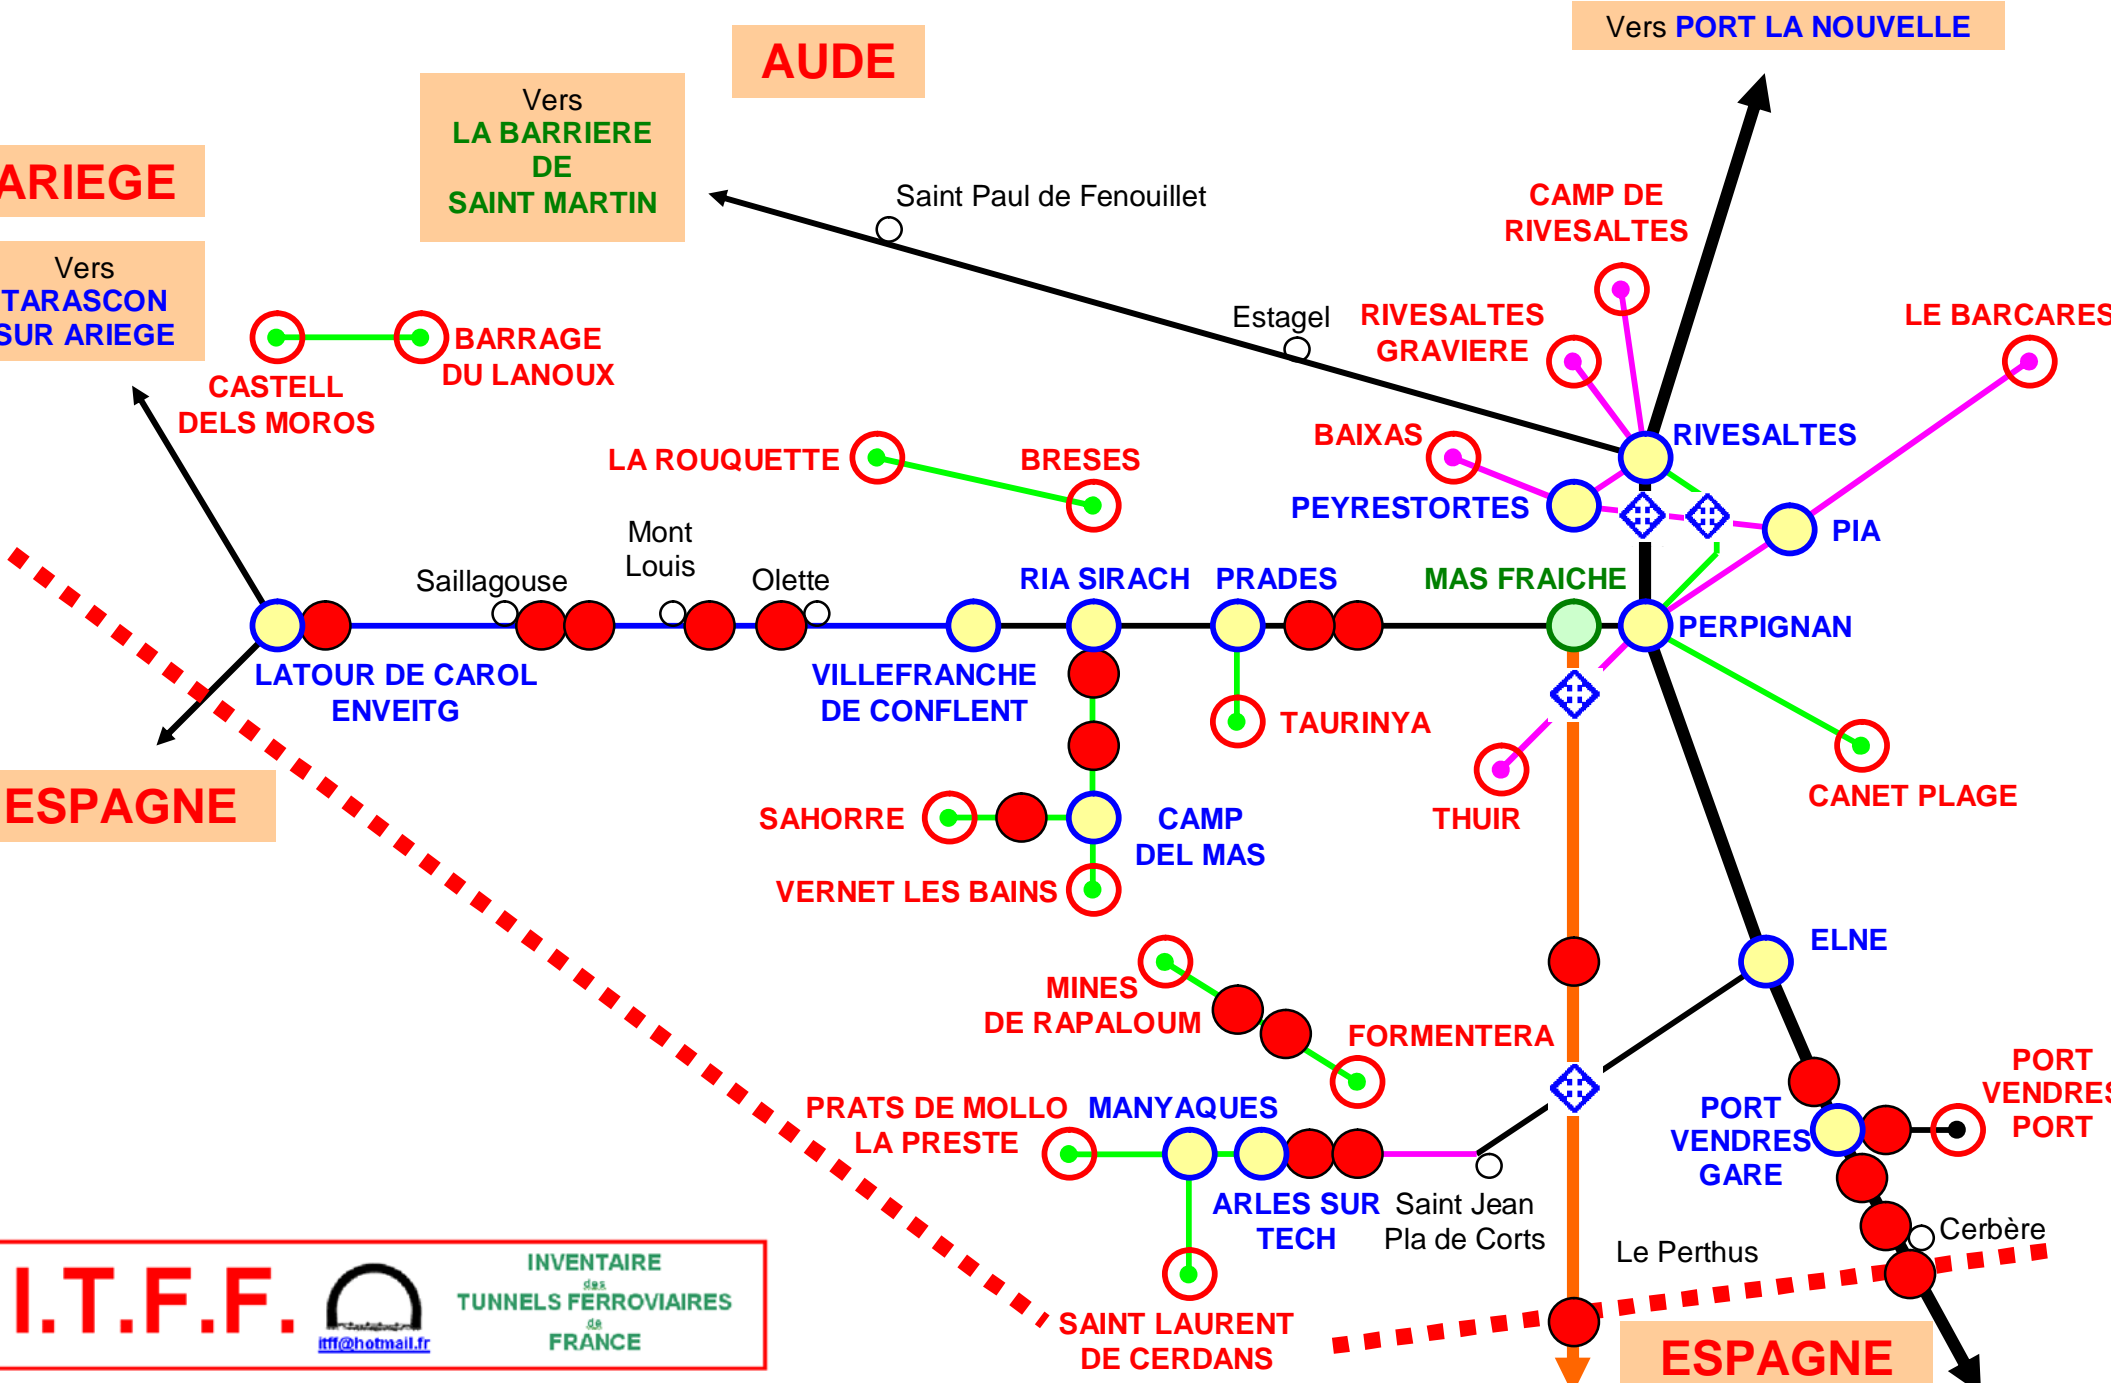 Vers PORT LA NOUVELLE
AUDE
Vers
LA BARRIERE
DE
SAINT MARTIN
ARIEGE
Vers
TARASCON
SUR ARIEGE
Saint Paul de Fenouillet
CAMP DE
RIVESALTES
Estagel
RIVESALTES
GRAVIERE
LE BARCARES
BARRAGE
DU LANOUX
CASTELL
DELS MOROS
LA ROUQUETTE
BRESES
BAIXAS
RIVESALTES
PEYRESTORTES
PIA
Mont
Louis
Saillagouse
Olette
RIA SIRACH
PRADES
MAS FRAICHE
PERPIGNAN
LATOUR DE CAROL
ENVEITG
VILLEFRANCHE
DE CONFLENT
TAURINYA
ESPAGNE
SAHORRE
CAMP
DEL MAS
THUIR
CANET PLAGE
VERNET LES BAINS
ELNE
MINES
DE RAPALOUM
FORMENTERA
PORT
VENDRES
PORT
PRATS DE MOLLO
LA PRESTE
MANYAQUES
PORT
VENDRES
GARE
ARLES SUR
TECH
Saint Jean
Pla de Corts
Le Perthus
Cerbère
I.T.F.F.
itff@hotmail.fr
INVENTAIRE
des
TUNNELS FERROVIAIRES
de
FRANCE
SAINT LAURENT
DE CERDANS
ESPAGNE